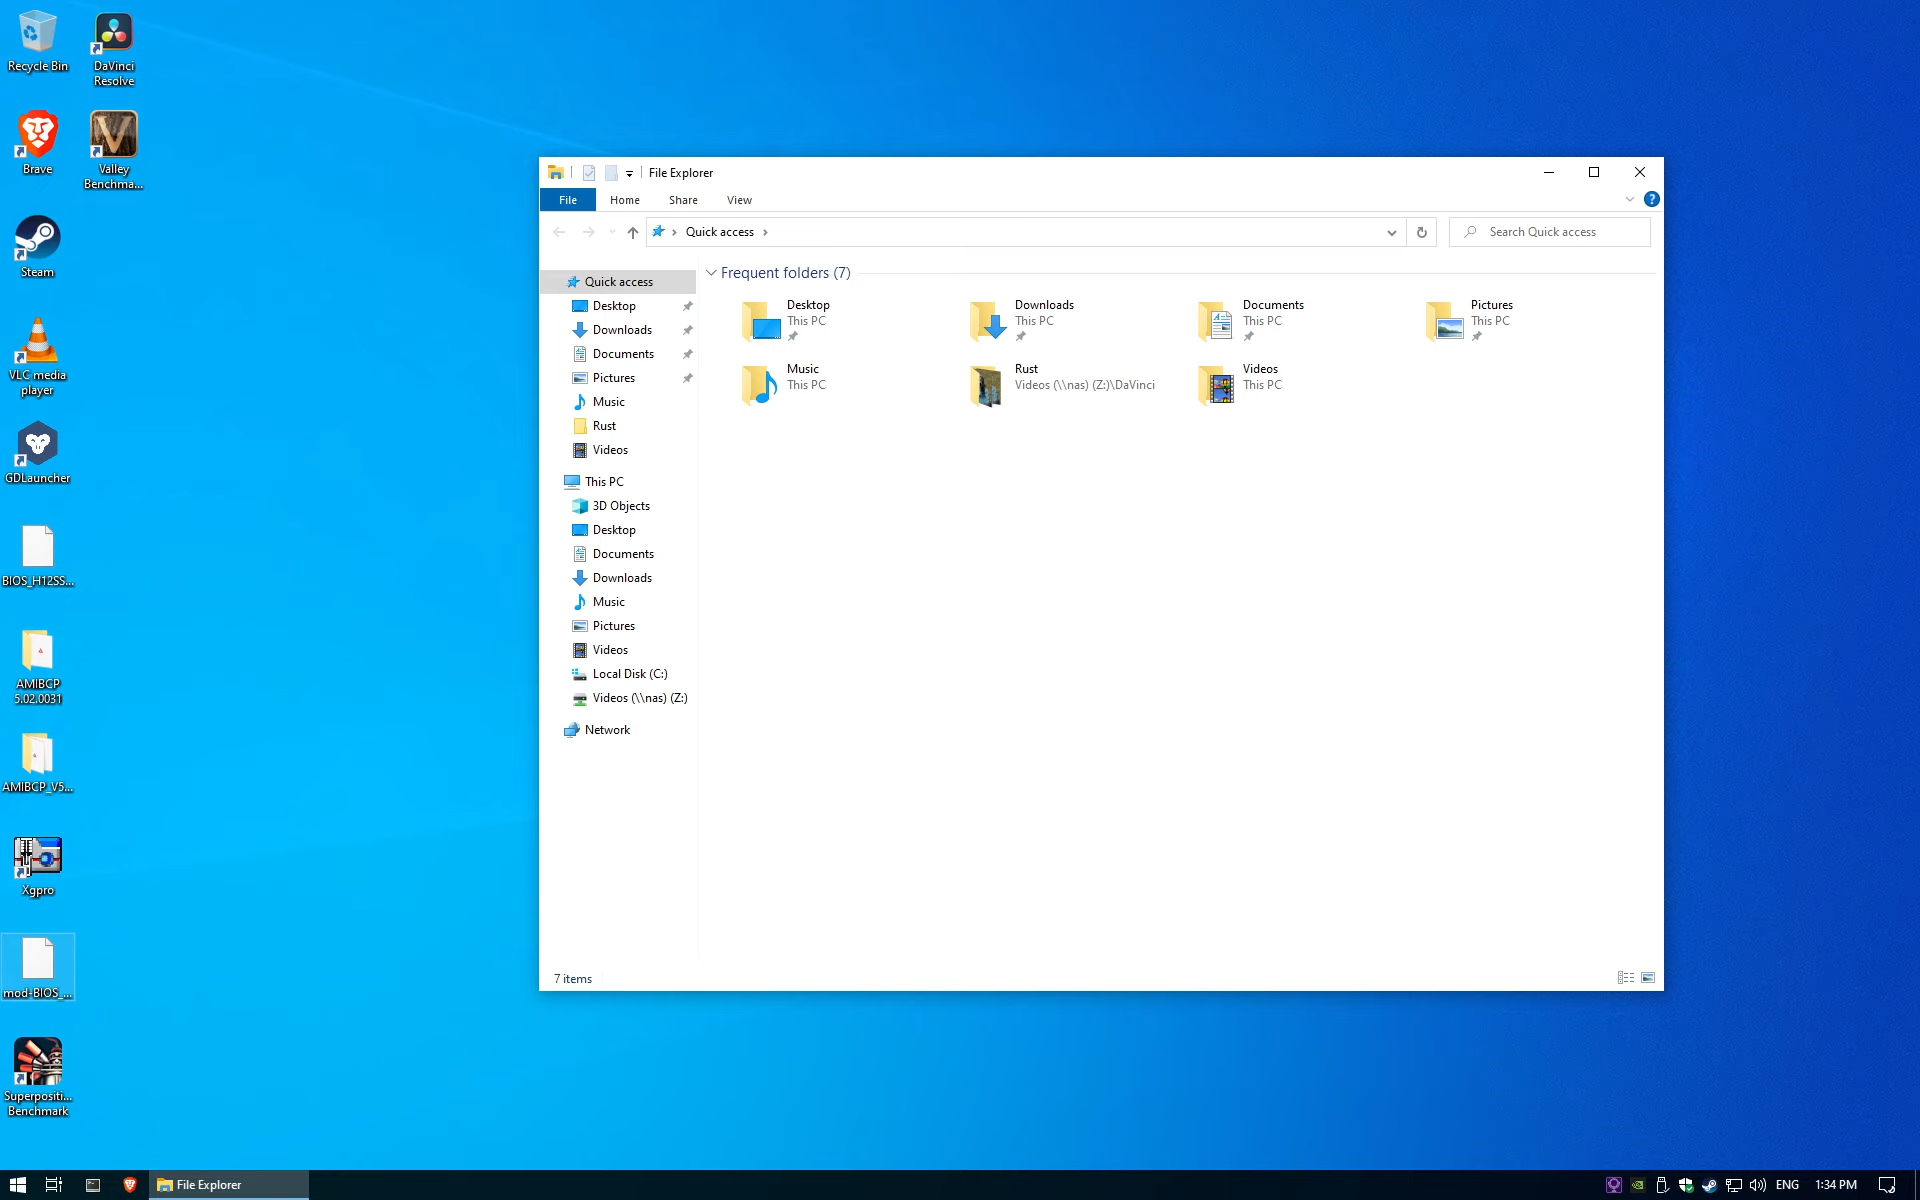 Recycle Bin
DaVinci
Resolve
Brave
Valley
Benchma...
Steam
VLC media
player
GDLauncher
BIOS_H12SS...
AMIBCP
5.02.0031
AMIBCP_V5...
Xgpro
mod-BIOS_...
Superpositi...
Benchmark
File Explorer
File Home Share View
Quick access
Search Quick access
Quick access
Desktop
Downloads
Documents
Pictures
Music
Rust
Videos
This PC
3D Objects
Desktop
Documents
Downloads
Music
Pictures
Videos
Local Disk (C:)
Videos (\\nas) (Z:)
Network
Frequent folders (7)
Desktop
This PC
Downloads
This PC
Documents
This PC
Pictures
This PC
Music
This PC
Rust
Videos (\\nas) (Z:)\DaVinci
Videos
This PC
7 items
File Explorer
ENG
1:34 PM